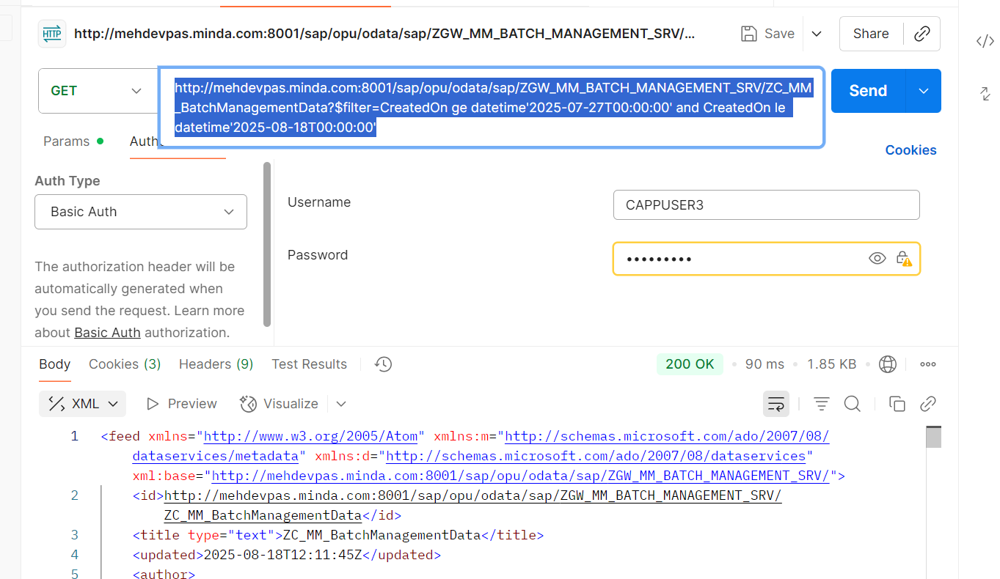 HTTP http://mehdevpas.minda.com:8001/sap/opu/odata/sap/ZGW_MM_BATCH_MANAGEMENT_SRV/... Save Share
GET
http://mehdevpas.minda.com:8001/sap/opu/odata/sap/ZGW_MM_BATCH_MANAGEMENT_SRV/ZC_MM
_BatchManagementData?$filter=CreatedOn ge datetime'2025-07-27T00:00:00' and CreatedOn le
datetime'2025-08-18T00:00:00'
Send
Params Auth
Cookies
Auth Type
Basic Auth
The authorization header will be
automatically generated when
you send the request. Learn more
about Basic Auth authorization.
Username CAPPUSER3
Password •••••••••
Body Cookies (3) Headers (9) Test Results 200 OK 90 ms 1.85 KB
XML Preview Visualize
1 <feed xmlns="http://www.w3.org/2005/Atom" xmlns:m="http://schemas.microsoft.com/ado/2007/08/
dataservices/metadata" xmlns:d="http://schemas.microsoft.com/ado/2007/08/dataservices"
xml:base="http://mehdevpas.minda.com:8001/sap/opu/odata/sap/ZGW_MM_BATCH_MANAGEMENT_SRV/">
2 <id>http://mehdevpas.minda.com:8001/sap/opu/odata/sap/ZGW_MM_BATCH_MANAGEMENT_SRV/
ZC_MM_BatchManagementData</id>
3 <title type="text">ZC_MM_BatchManagementData</title>
4 <updated>2025-08-18T12:11:45Z</updated>
5 <author>